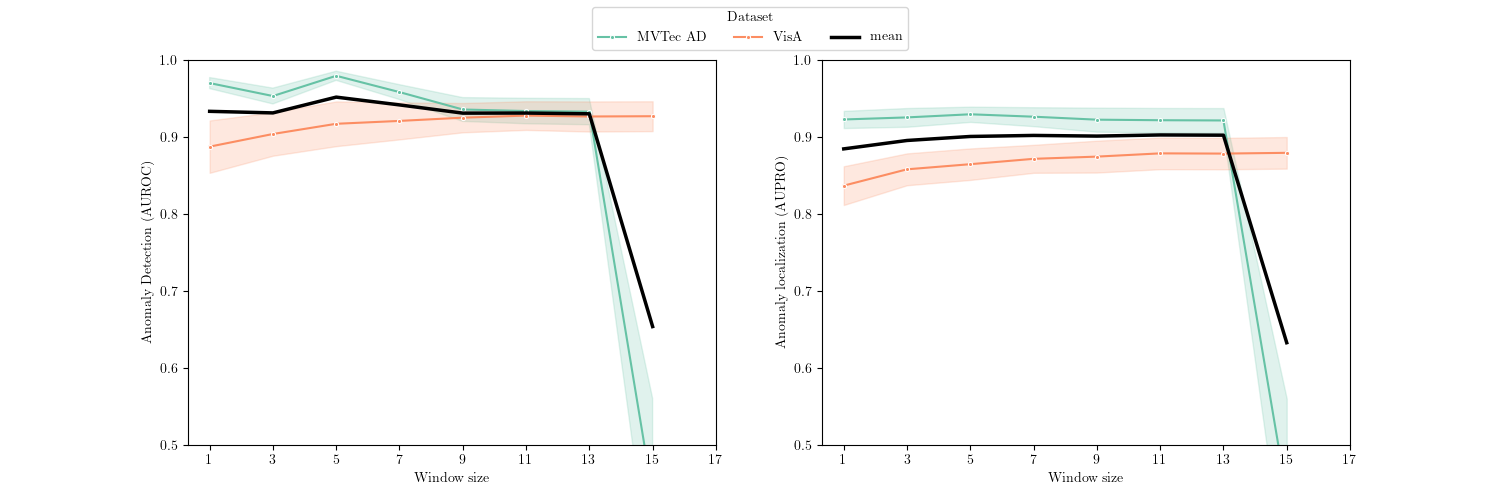 Dataset
MVTec AD VisA mean
Anomaly Detection (AUROC)
1.0
0.9
0.8
0.7
0.6
0.5
1 3 5 7 9 11 13 15 17
Window size
Anomaly localization (AUPRO)
1.0
0.9
0.8
0.7
0.6
0.5
1 3 5 7 9 11 13 15 17
Window size